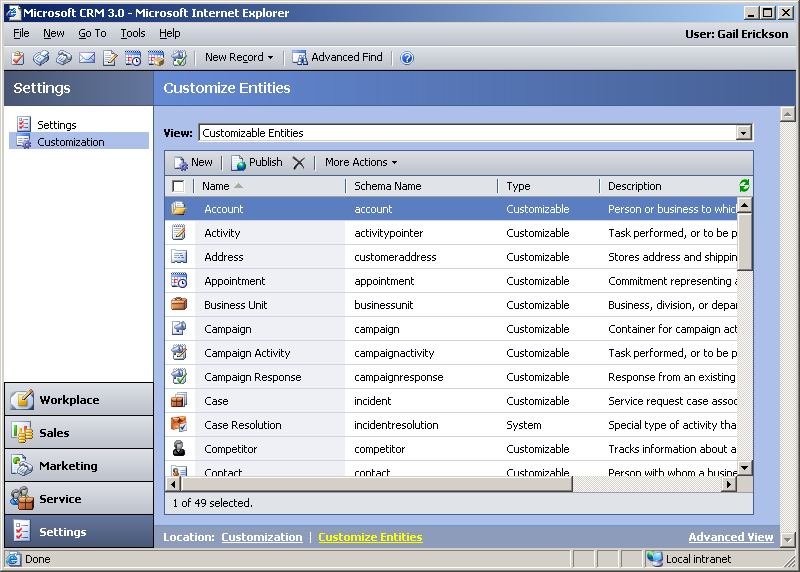 Microsoft CRM 3.0 - Microsoft Internet Explorer
File New Go To Tools Help User: Gail Erickson
New Record Advanced Find
Settings Customize Entities
Settings
Customization
View: Customizable Entities
New Publish More Actions
Name Schema Name Type Description
Account account Customizable Person or business to whic
Activity activitypointer Customizable Task performed, or to be p
Address customeraddress Customizable Stores address and shippin
Appointment appointment Customizable Commitment representing a
Business Unit businessunit Customizable Business, division, or depa
Campaign campaign Customizable Container for campaign act
Campaign Activity campaignactivity Customizable Task performed, or to be p
Campaign Response campaignresponse Customizable Response from an existing
Case incident Customizable Service request case assoc
Case Resolution incidentresolution System Special type of activity tha
Competitor competitor Customizable Tracks information about a
Contact contact Customizable Person with whom a busine
1 of 49 selected.
Workplace
Sales
Marketing
Service
Settings
Location: Customization | Customize Entities Advanced View
Done Local intranet